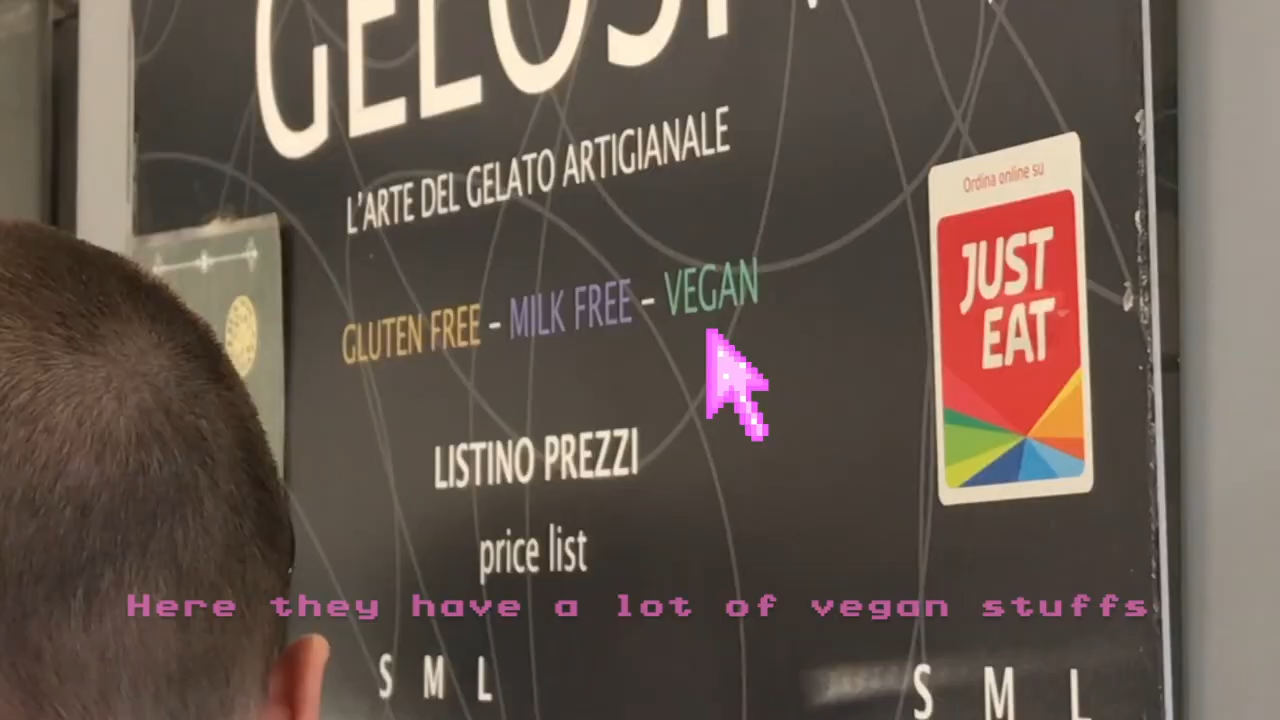 L'ARTE DEL GELATO ARTIGIANALE
Ordina online su
JUST
EAT
GLUTEN FREE - MILK FREE - VEGAN
LISTINO PREZZI
price list
Here they have a lot of vegan stuffs
S M L
S M L